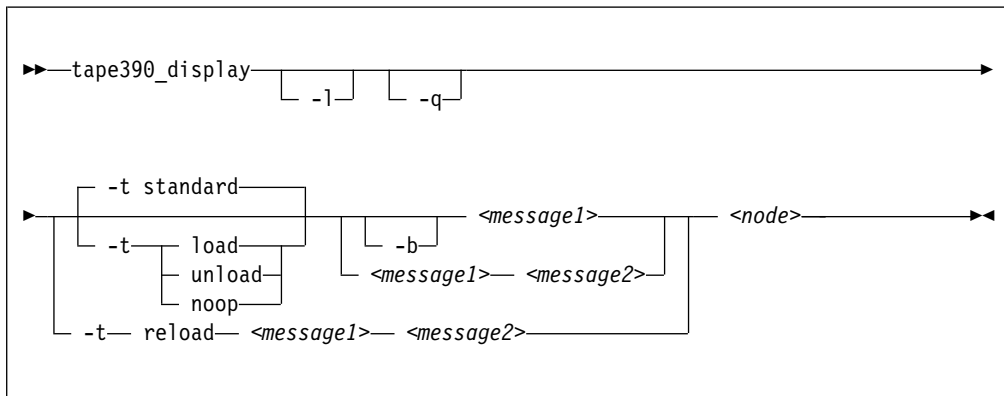 tape390_display
-l -q
-t standard
-t load -b <message1> <node>
unload <message1> <message2>
noop
-t reload <message1> <message2>